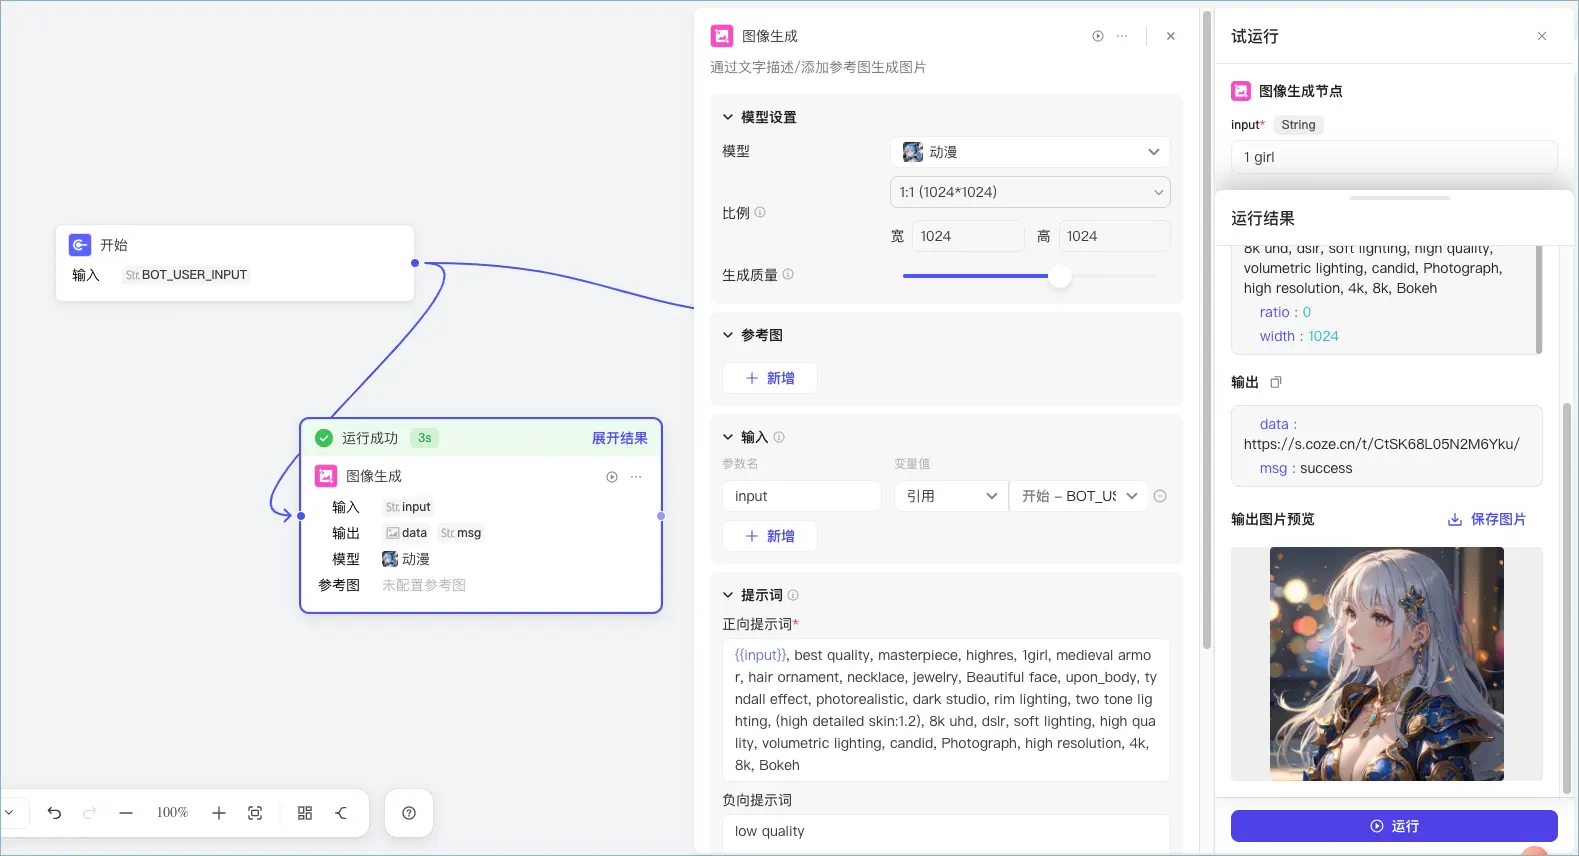 开始
输入 Str. BOT_USER_INPUT
运行成功 3s 展开结果
图像生成
输入 Str. input
输出 data Str. msg
模型 动漫
参考图 未配置参考图
100%
图像生成
通过文字描述/添加参考图生成图片
模型设置
模型 动漫
1:1 (1024*1024)
比例
宽 1024 高 1024
生成质量
参考图
新增
输入
参数名 变量值
input 引用 开始 – BOT_US
新增
提示词
正向提示词*
{{input}}, best quality, masterpiece, highres, 1girl, medieval armo
r, hair ornament, necklace, jewelry, Beautiful face, upon_body, ty
ndall effect, photorealistic, dark studio, rim lighting, two tone lig
hting, (high detailed skin:1.2), 8k uhd, dslr, soft lighting, high qua
lity, volumetric lighting, candid, Photograph, high resolution, 4k,
8k, Bokeh
负向提示词
low quality
试运行
图像生成节点
input* String
1 girl
运行结果
8k uhd, dslr, soft lighting, high quality,
volumetric lighting, candid, Photograph,
high resolution, 4k, 8k, Bokeh
ratio : 0
width : 1024
输出
data :
https://s.coze.cn/t/CtSK68L05N2M6Yku/
msg : success
输出图片预览 保存图片
运行